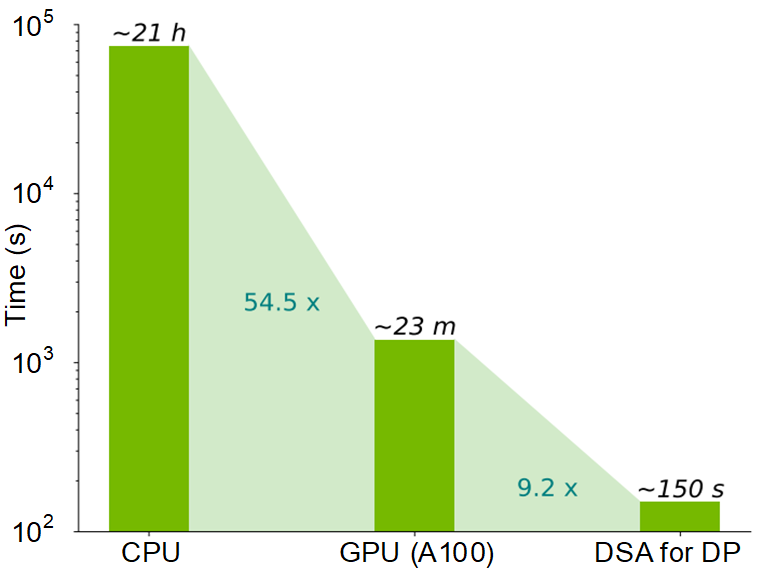 10^5
10^4
10^3
10^2
Time (s)
~21 h
54.5 x
~23 m
9.2 x
~150 s
CPU
GPU (A100)
DSA for DP